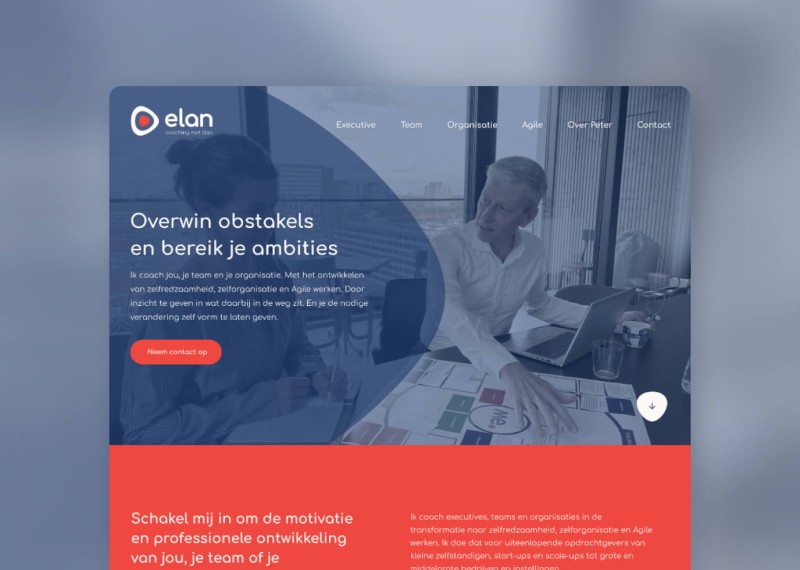 elan
coaching met élan
Executive Team Organisatie Agile Over Peter Contact
Overwin obstakels
en bereik je ambities
Ik coach jou, je team en je organisatie. Met het ontwikkelen
van zelfredzaamheid, zelforganisatie en Agile werken. Door
inzicht te geven in wat daarbij in de weg zit. En je de nodige
verandering zelf vorm te laten geven.
Neem contact op
Schakel mij in om de motivatie
en professionele ontwikkeling
van jou, je team of je
Ik coach executives, teams en organisaties in de
transformatie naar zelfredzaamheid, zelforganisatie en Agile
werken. Ik doe dat voor uiteenlopende opdrachtgevers van
kleine zelfstandigen, start-ups en scale-ups tot grote en
middelgrote bedrijven en instellingen.